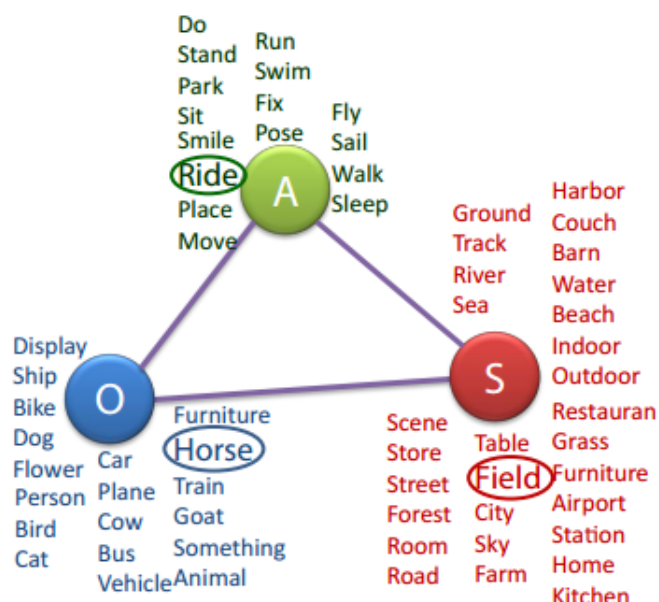 Do
Stand
Park
Sit
Smile
Ride
Place
Move
Run
Swim
Fix
Pose
Fly
Sail
Walk
Sleep
A
Ground
Track
River
Sea
Harbor
Couch
Barn
Water
Beach
Indoor
Outdoor
Restauran
Grass
Furniture
Airport
Station
Home
Kitchen
S
Scene
Store
Street
Forest
Room
Road
Table
Field
City
Sky
Farm
O
Display
Ship
Bike
Dog
Flower
Person
Bird
Cat
Car
Plane
Cow
Bus
Vehicle
Furniture
Horse
Train
Goat
Something
Animal